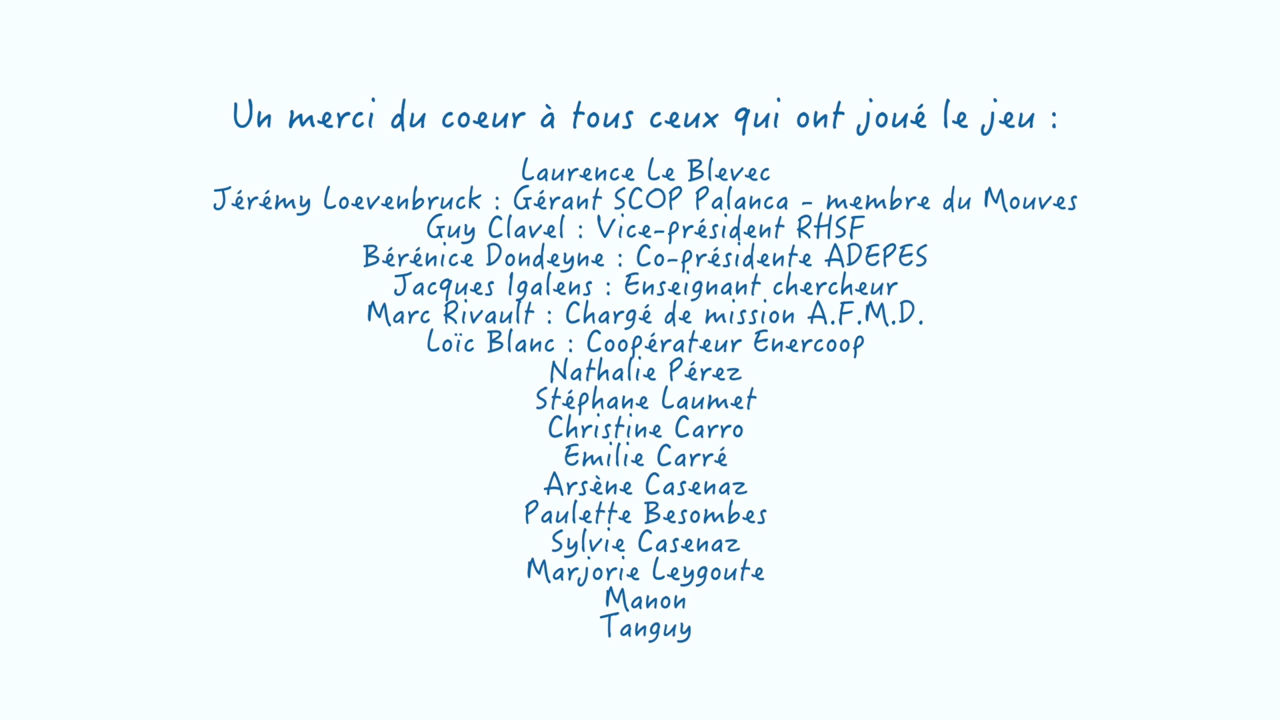 Un merci du coeur à tous ceux qui ont joué le jeu :
Laurence Le Blevec
Jérémy Loevenbruck : Gérant SCOP Palanca - membre du Mouves
Guy Clavel : Vice-président RHSF
Bérénice Dondeyne : Co-présidente ADEPES
Jacques Igalens : Enseignant chercheur
Marc Rivault : Chargé de mission A.F.M.D.
Loïc Blanc : Coopérateur Enercoop
Nathalie Pérez
Stéphane Laumet
Christine Carro
Emilie Carré
Arsène Casenaz
Paulette Besombes
Sylvie Casenaz
Marjorie Leygoute
Manon
Tanguy